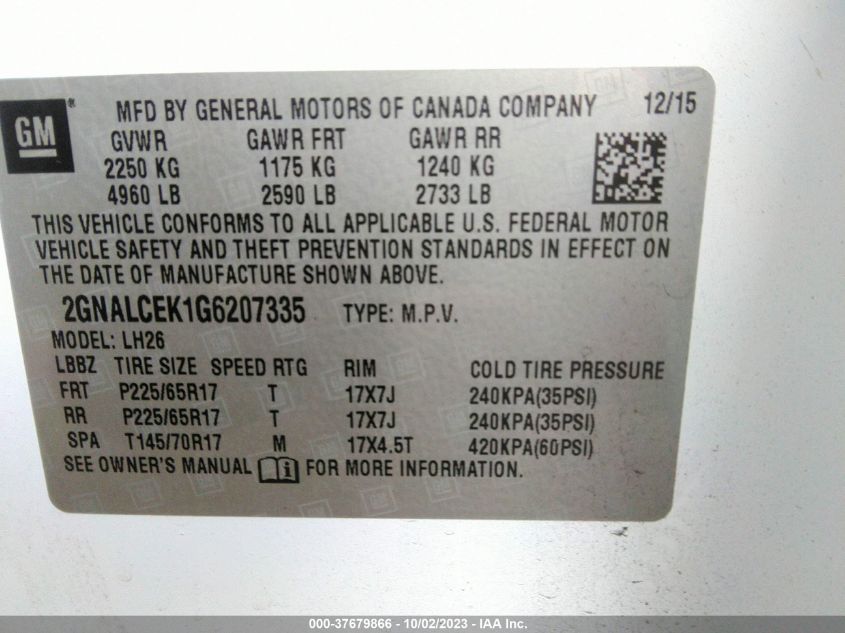 GM ® MFD BY GENERAL MOTORS OF CANADA COMPANY 12/15
GVWR GAWR FRT GAWR RR
2250 KG 1175 KG 1240 KG
4960 LB 2590 LB 2733 LB
THIS VEHICLE CONFORMS TO ALL APPLICABLE U.S. FEDERAL MOTOR
VEHICLE SAFETY AND THEFT PREVENTION STANDARDS IN EFFECT ON
THE DATE OF MANUFACTURE SHOWN ABOVE.
2GNALCEK1G6207335 TYPE: M.P.V.
MODEL: LH26
LBBZ TIRE SIZE SPEED RTG RIM COLD TIRE PRESSURE
FRT P225/65R17 T 17X7J 240KPA(35PSI)
RR P225/65R17 T 17X7J 240KPA(35PSI)
SPA T145/70R17 M 17X4.5T 420KPA(60PSI)
SEE OWNER'S MANUAL i FOR MORE INFORMATION.
000-37679866 - 10/02/2023 - IAA Inc.